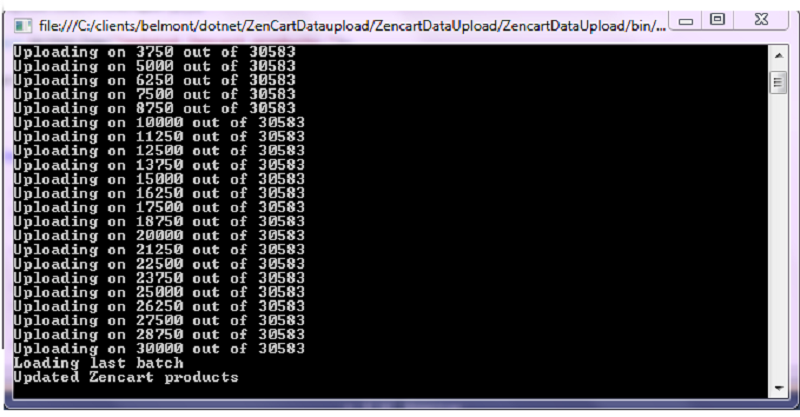 file:///C:/clients/belmont/dotnet/ZenCartDataupload/ZencartDataUpload/ZencartDataUpload/bin/...
Uploading on 3750 out of 30583
Uploading on 5000 out of 30583
Uploading on 6250 out of 30583
Uploading on 7500 out of 30583
Uploading on 8750 out of 30583
Uploading on 10000 out of 30583
Uploading on 11250 out of 30583
Uploading on 12500 out of 30583
Uploading on 13750 out of 30583
Uploading on 15000 out of 30583
Uploading on 16250 out of 30583
Uploading on 17500 out of 30583
Uploading on 18750 out of 30583
Uploading on 20000 out of 30583
Uploading on 21250 out of 30583
Uploading on 22500 out of 30583
Uploading on 23750 out of 30583
Uploading on 25000 out of 30583
Uploading on 26250 out of 30583
Uploading on 27500 out of 30583
Uploading on 28750 out of 30583
Uploading on 30000 out of 30583
Loading last batch
Updated Zencart products